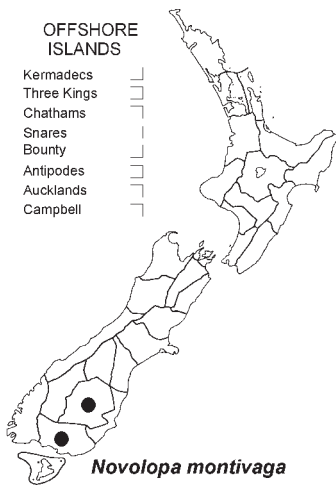 OFFSHORE
ISLANDS
Kermadecs
Three Kings
Chathams
Snares
Bounty
Antipodes
Aucklands
Campbell
Novolopa montivaga